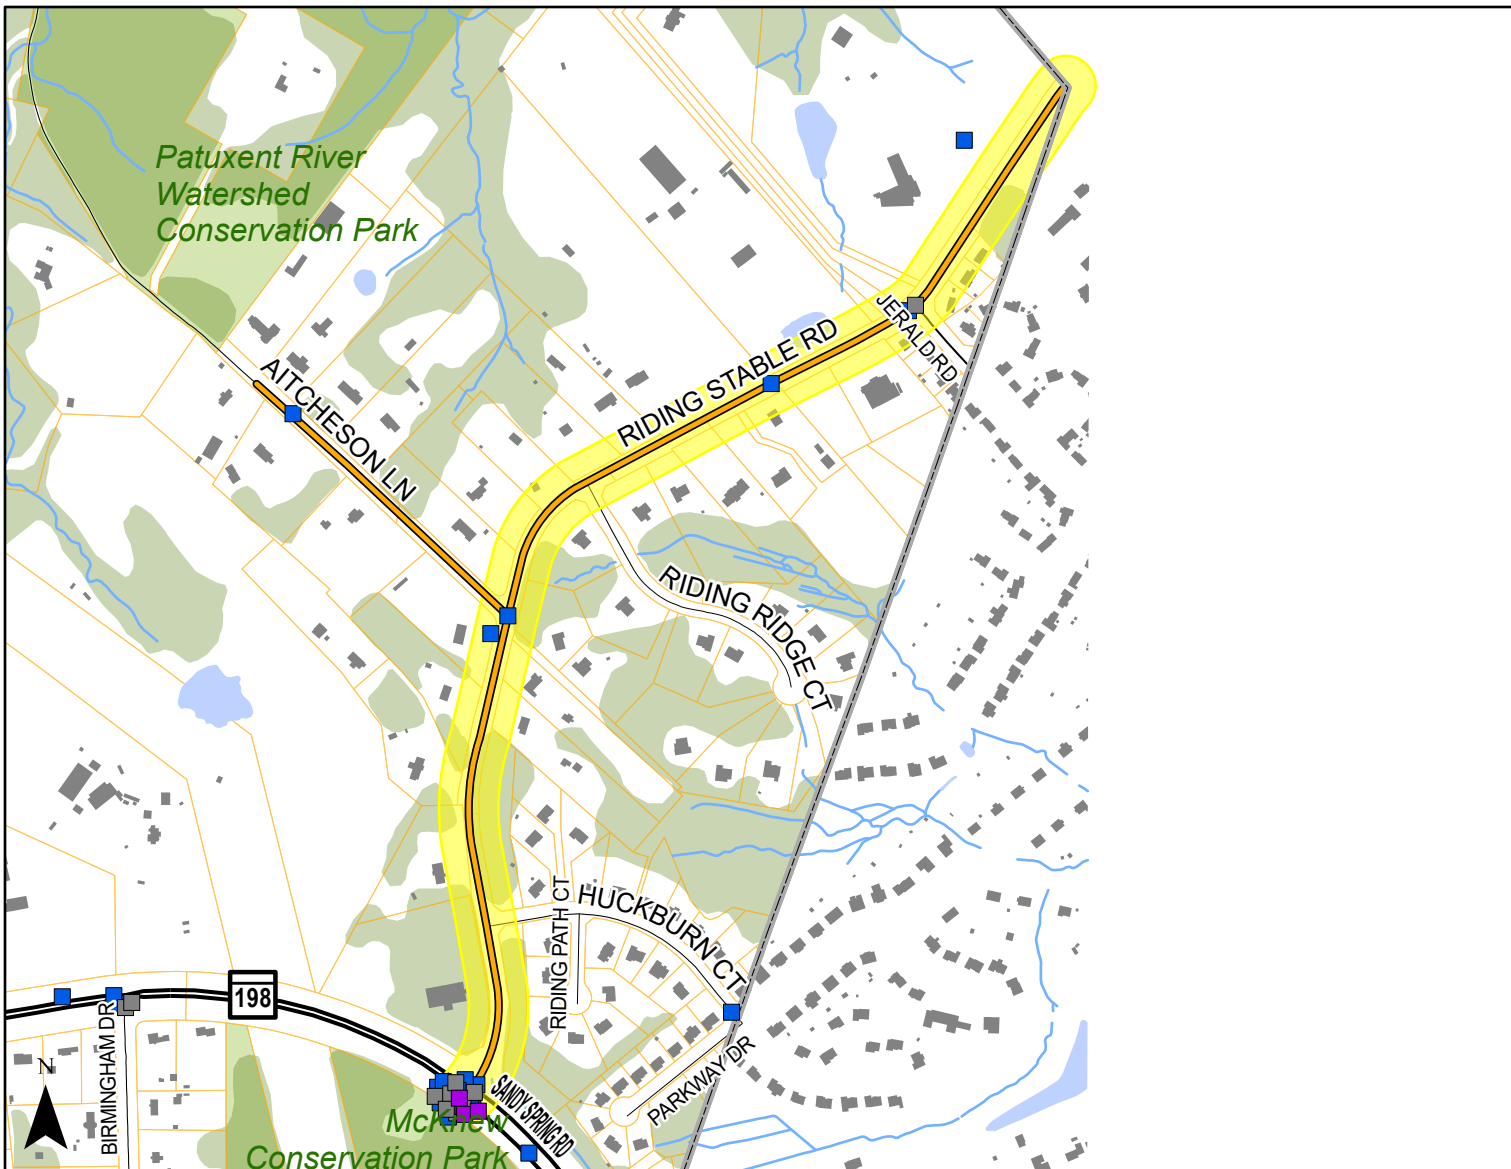 Patuxent River
Watershed
Conservation Park
JERALD RD
RIDING STABLE RD
AITCHESON LN
RIDING RIDGE CT
RIDING PATH CT
HUCKBURN CT
198
BIRMINGHAM DR
N
PARKWAY DR
SANDY SPRING RD
McKnew
Conservation Park